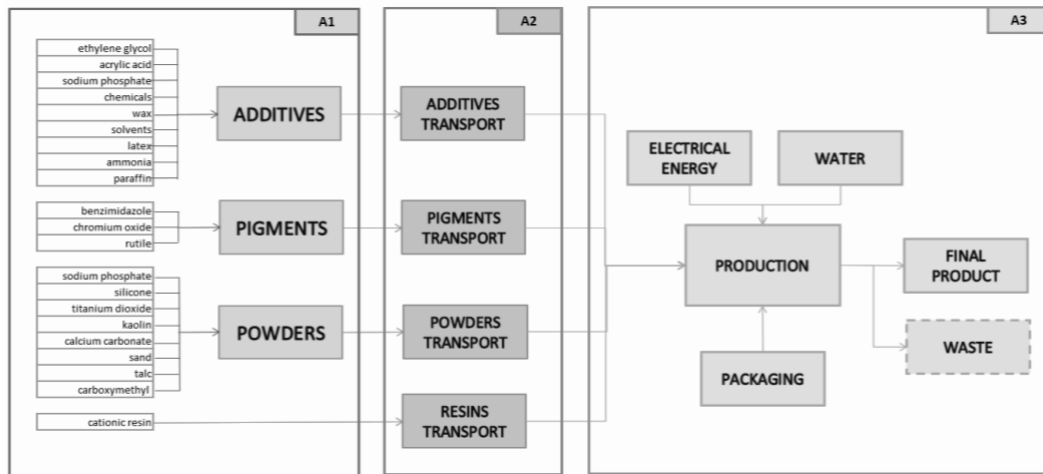 A1
ethylene glycol
acrylic acid
sodium phosphate
chemicals
wax
solvents
latex
ammonia
paraffin
ADDITIVES
benzimidazole
chromium oxide
rutile
PIGMENTS
sodium phosphate
silicone
titanium dioxide
kaolin
calcium carbonate
sand
talc
carboxymethyl
POWDERS
cationic resin
A2
ADDITIVES
TRANSPORT
PIGMENTS
TRANSPORT
POWDERS
TRANSPORT
RESINS
TRANSPORT
A3
ELECTRICAL
ENERGY
WATER
PRODUCTION
PACKAGING
FINAL
PRODUCT
WASTE